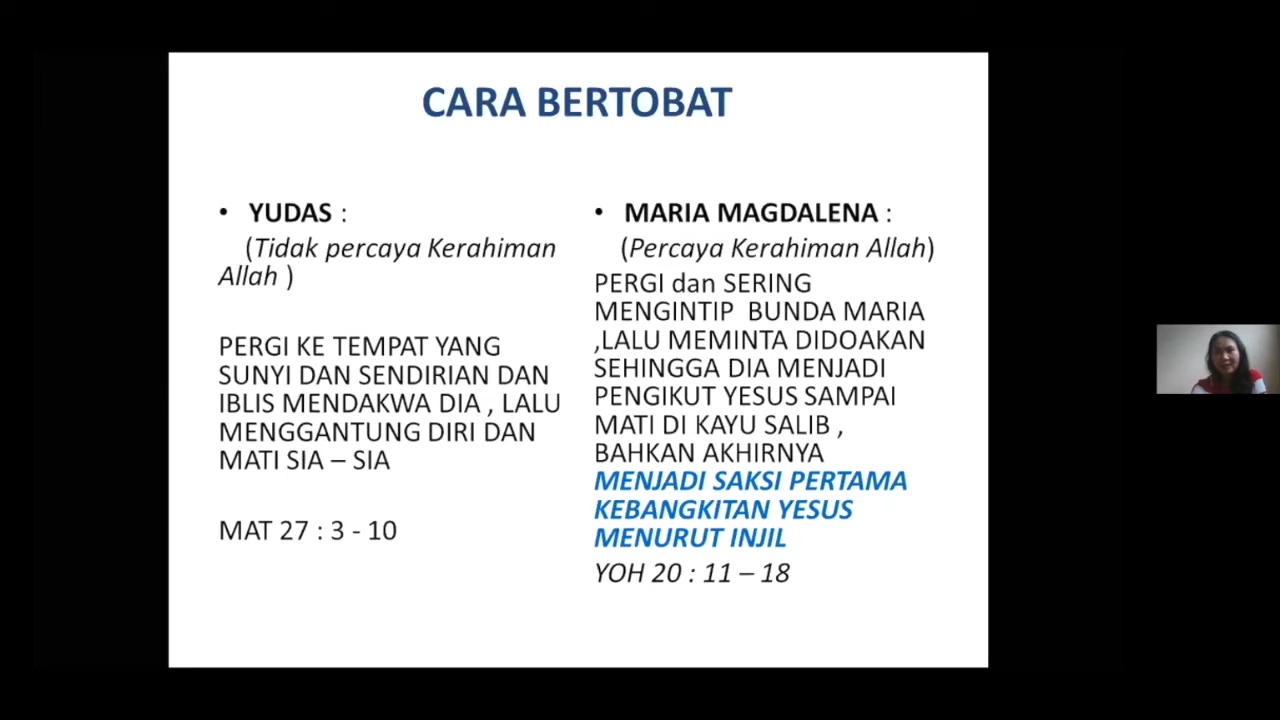 CARA BERTOBAT
• YUDAS :
(Tidak percaya Kerahiman
Allah )
PERGI KE TEMPAT YANG
SUNYI DAN SENDIRIAN DAN
IBLIS MENDAKWA DIA , LALU
MENGGANTUNG DIRI DAN
MATI SIA – SIA
MAT 27 : 3 - 10
• MARIA MAGDALENA :
(Percaya Kerahiman Allah)
PERGI dan SERING
MENGINTIP BUNDA MARIA
,LALU MEMINTA DIDOAKAN
SEHINGGA DIA MENJADI
PENGIKUT YESUS SAMPAI
MATI DI KAYU SALIB ,
BAHKAN AKHIRNYA
MENJADI SAKSI PERTAMA
KEBANGKITAN YESUS
MENURUT INJIL
YOH 20 : 11 – 18